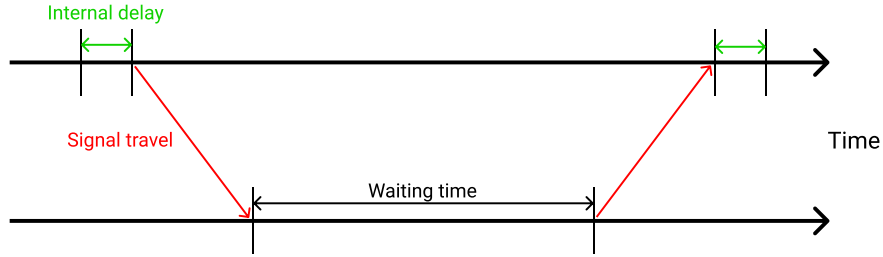 Internal delay
Signal travel
Time
Waiting time